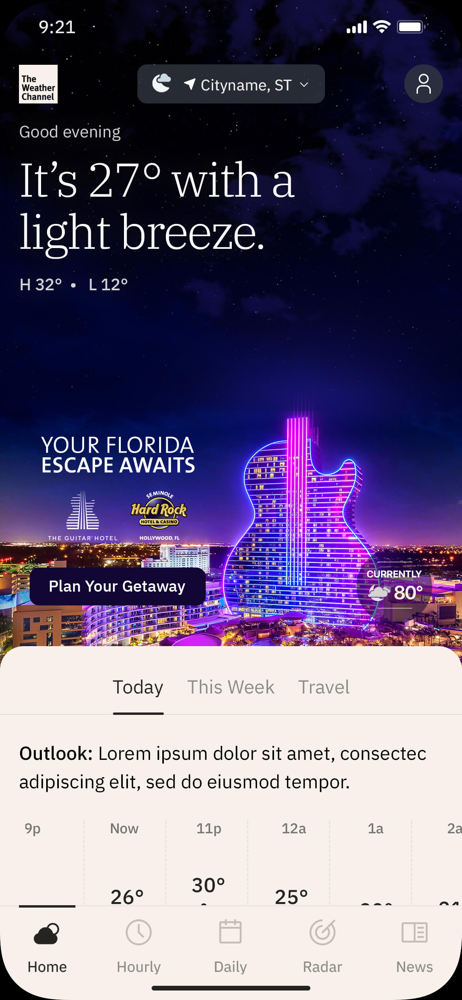 9:21
The
Weather
Channel
Cityname, ST
Good evening
It’s 27° with a
light breeze.
H 32° • L 12°
YOUR FLORIDA
ESCAPE AWAITS
THE GUITAR® HOTEL
SEMINOLE
Hard Rock
HOTEL & CASINO
HOLLYWOOD, FL
Plan Your Getaway
CURRENTLY
80°
Today This Week Travel
Outlook: Lorem ipsum dolor sit amet, consectec
adipiscing elit, sed do eiusmod tempor.
9p Now 11p 12a 1a 2a
26° 30° 25°
Home Hourly Daily Radar News